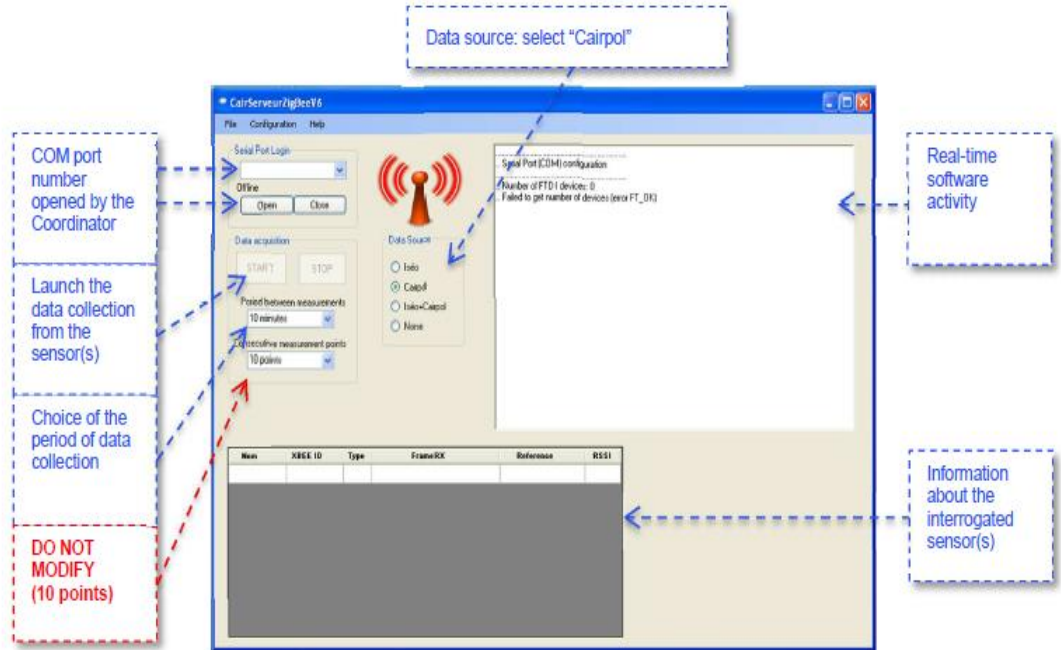 Data source: select “Cairpol”
CairServeurZigBeeV6
File Configuration Help
COM port
number
opened by the
Coordinator
Launch the
data collection
from the
sensor(s)
Choice of the
period of data
collection
DO NOT
MODIFY
(10 points)
Serial Port Login
Offline
Open Close
Data acquisition
START STOP
Period between measurements
10 minutes
Consecutive measurement points
10 points
Data Source
Iséo
Cairpol
Iséo+Cairpol
None
Serial Port (COM) configuration
Number of FTDI devices: 0
Failed to get number of devices (error FT_OK)
Real-time
software
activity
Num XBEE ID Type FrameRX Reference RSSI
Information
about the
interrogated
sensor(s)